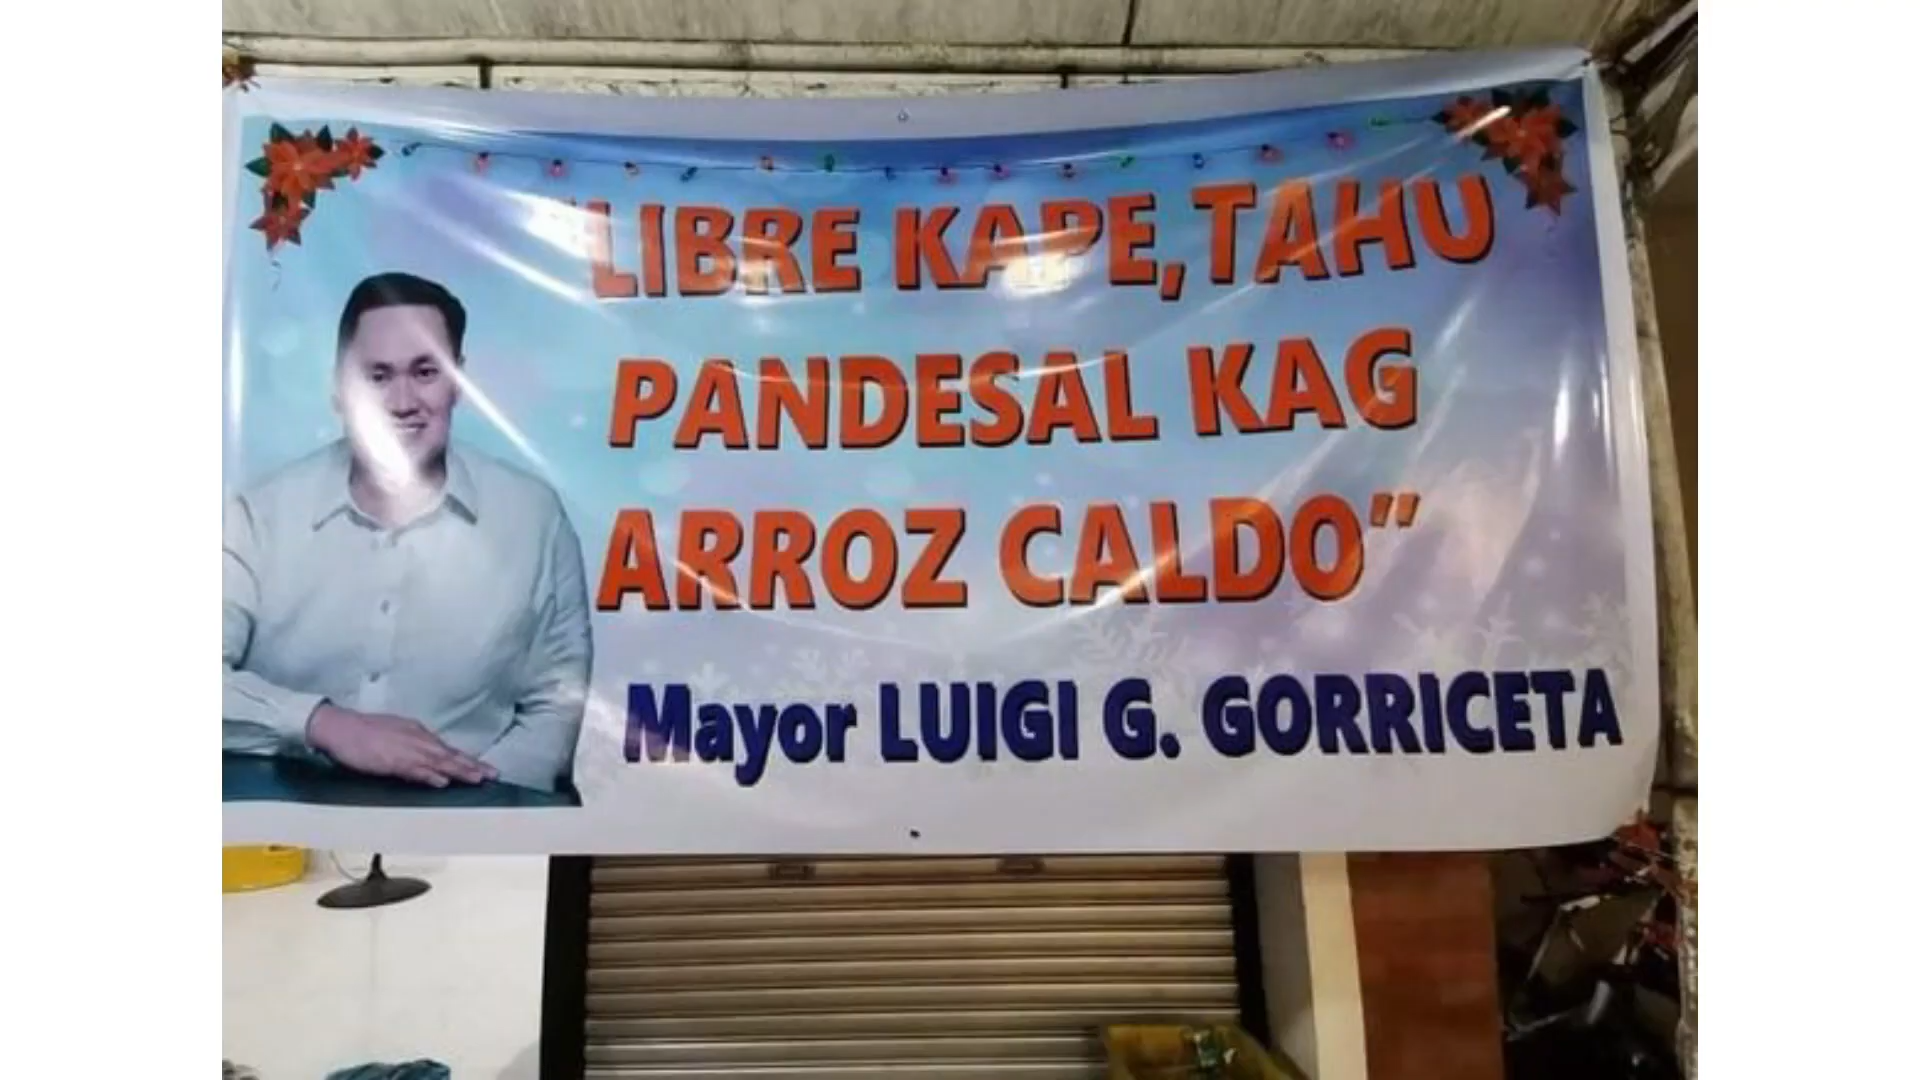 "LIBRE KAPE, TAHU
PANDESAL KAG
ARROZ CALDO"
Mayor LUIGI G. GORRICETA